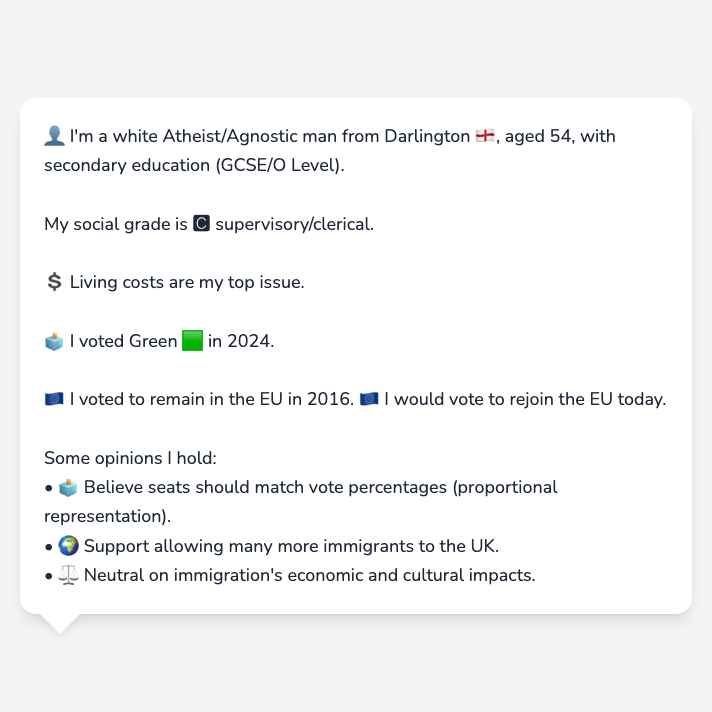 👤 I'm a white Atheist/Agnostic man from Darlington 🏴󠁧󠁢󠁥󠁮󠁧󠁿, aged 54, with
secondary education (GCSE/O Level).
My social grade is 🅲 supervisory/clerical.
💲 Living costs are my top issue.
🗳️ I voted Green 🟩 in 2024.
🇪🇺 I voted to remain in the EU in 2016. 🇪🇺 I would vote to rejoin the EU today.
Some opinions I hold:
• 🗳️ Believe seats should match vote percentages (proportional
representation).
• 🌍 Support allowing many more immigrants to the UK.
• ⚖️ Neutral on immigration's economic and cultural impacts.